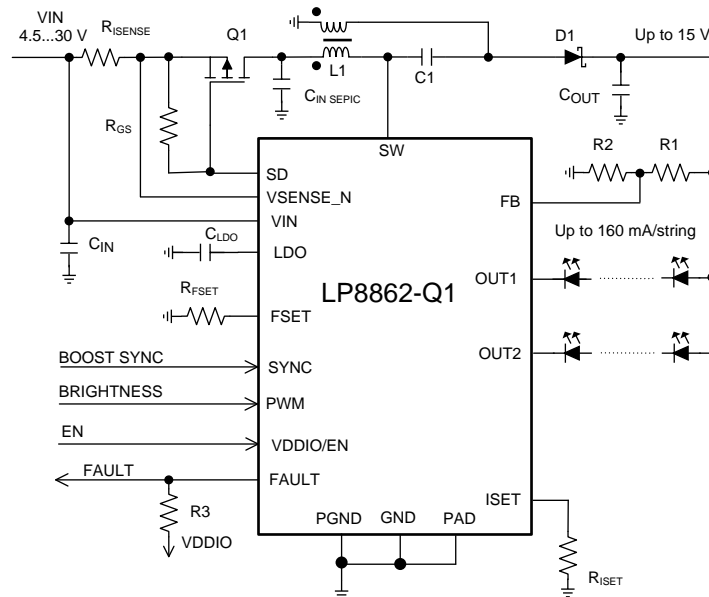 VIN
4.5...30 V
RISENSE
Q1
L1
C1
D1
Up to 15 V
CIN SEPIC
COUT
RGS
SW
R2
R1
SD
VSENSE_N
VIN
FB
CIN
CLDO
LDO
Up to 160 mA/string
LP8862-Q1
OUT1
RFSET
FSET
OUT2
BOOST SYNC
SYNC
BRIGHTNESS
PWM
EN
VDDIO/EN
FAULT
FAULT
ISET
R3
PGND
GND
PAD
VDDIO
RISET